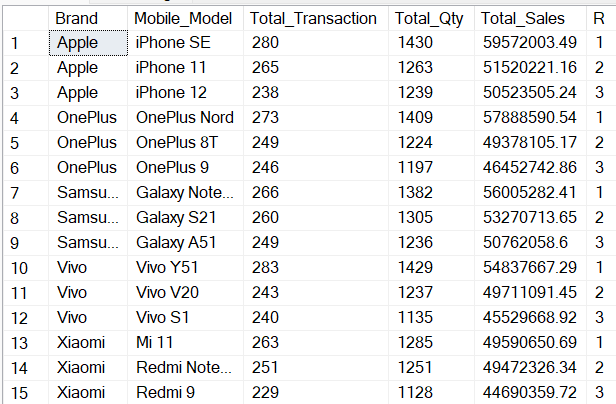 Brand Mobile_Model Total_Transaction Total_Qty Total_Sales R
1 Apple iPhone SE 280 1430 59572003.49 1
2 Apple iPhone 11 265 1263 51520221.16 2
3 Apple iPhone 12 238 1239 50523505.24 3
4 OnePlus OnePlus Nord 273 1409 57888590.54 1
5 OnePlus OnePlus 8T 249 1224 49378105.17 2
6 OnePlus OnePlus 9 246 1197 46452742.86 3
7 Samsu... Galaxy Note... 266 1382 56005282.41 1
8 Samsu... Galaxy S21 260 1305 53270713.65 2
9 Samsu... Galaxy A51 249 1236 50762058.6 3
10 Vivo Vivo Y51 283 1429 54837667.29 1
11 Vivo Vivo V20 243 1237 49711091.45 2
12 Vivo Vivo S1 240 1135 45529668.92 3
13 Xiaomi Mi 11 263 1285 49590650.69 1
14 Xiaomi Redmi Note... 251 1251 49472326.34 2
15 Xiaomi Redmi 9 229 1128 44690359.72 3